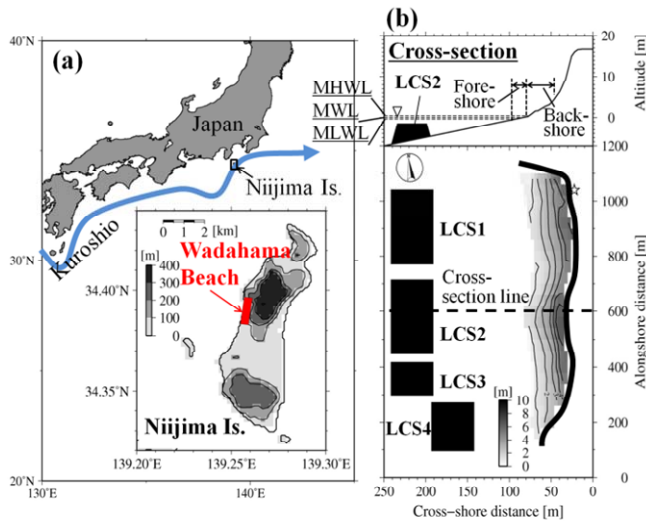 (a)
40°N
30°N
20°N
130°E
140°E
Japan
Niijima Is.
Kuroshio
0 1 2 [km]
[m]
400
300
200
100
0
Wadahama
Beach
34.40°N
34.35°N
Niijima Is.
139.20°E
139.25°E
139.30°E
(b)
Cross-section
LCS2
MHWL
MWL
MLWL
Fore-
shore
Back-
shore
20
10
0
Altitude [m]
LCS1
Cross-
section line
LCS2
LCS3
LCS4
[m]
10
8
6
4
2
0
1200
1000
800
600
400
200
0
Alongshore distance [m]
250 200 150 100 50 0
Cross-shore distance [m]